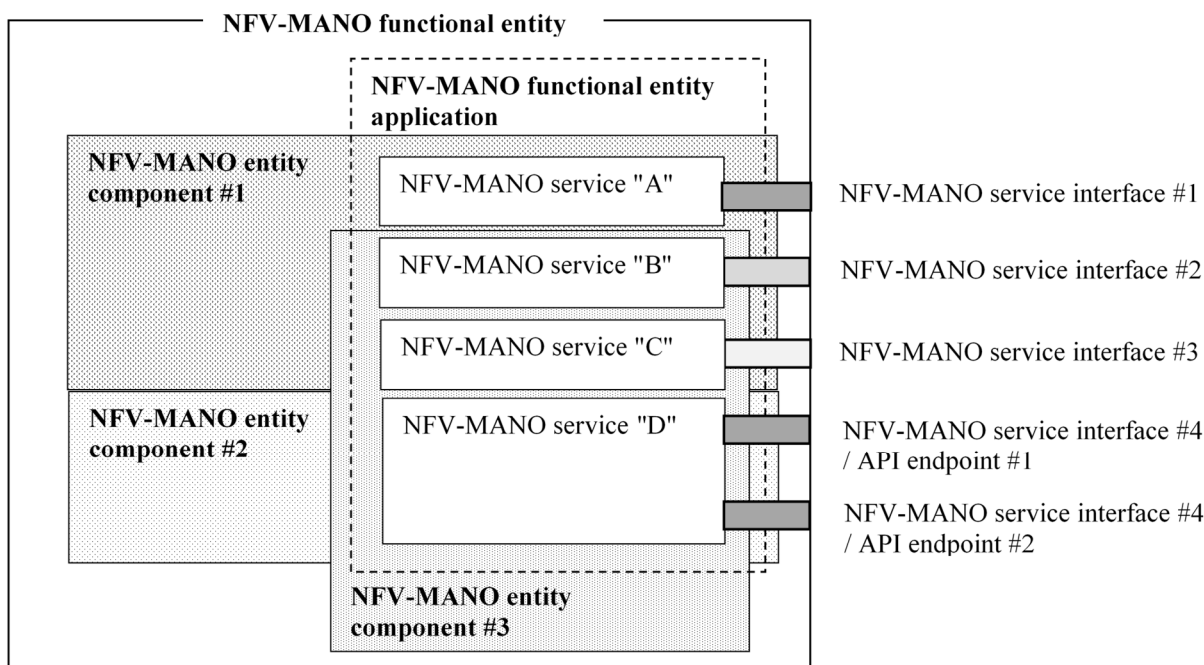 NFV-MANO functional entity
NFV-MANO functional entity
application
NFV-MANO entity
component #1
NFV-MANO service "A"
NFV-MANO service interface #1
NFV-MANO service "B"
NFV-MANO service interface #2
NFV-MANO service "C"
NFV-MANO service interface #3
NFV-MANO entity
component #2
NFV-MANO service "D"
NFV-MANO service interface #4
/ API endpoint #1
NFV-MANO service interface #4
/ API endpoint #2
NFV-MANO entity
component #3